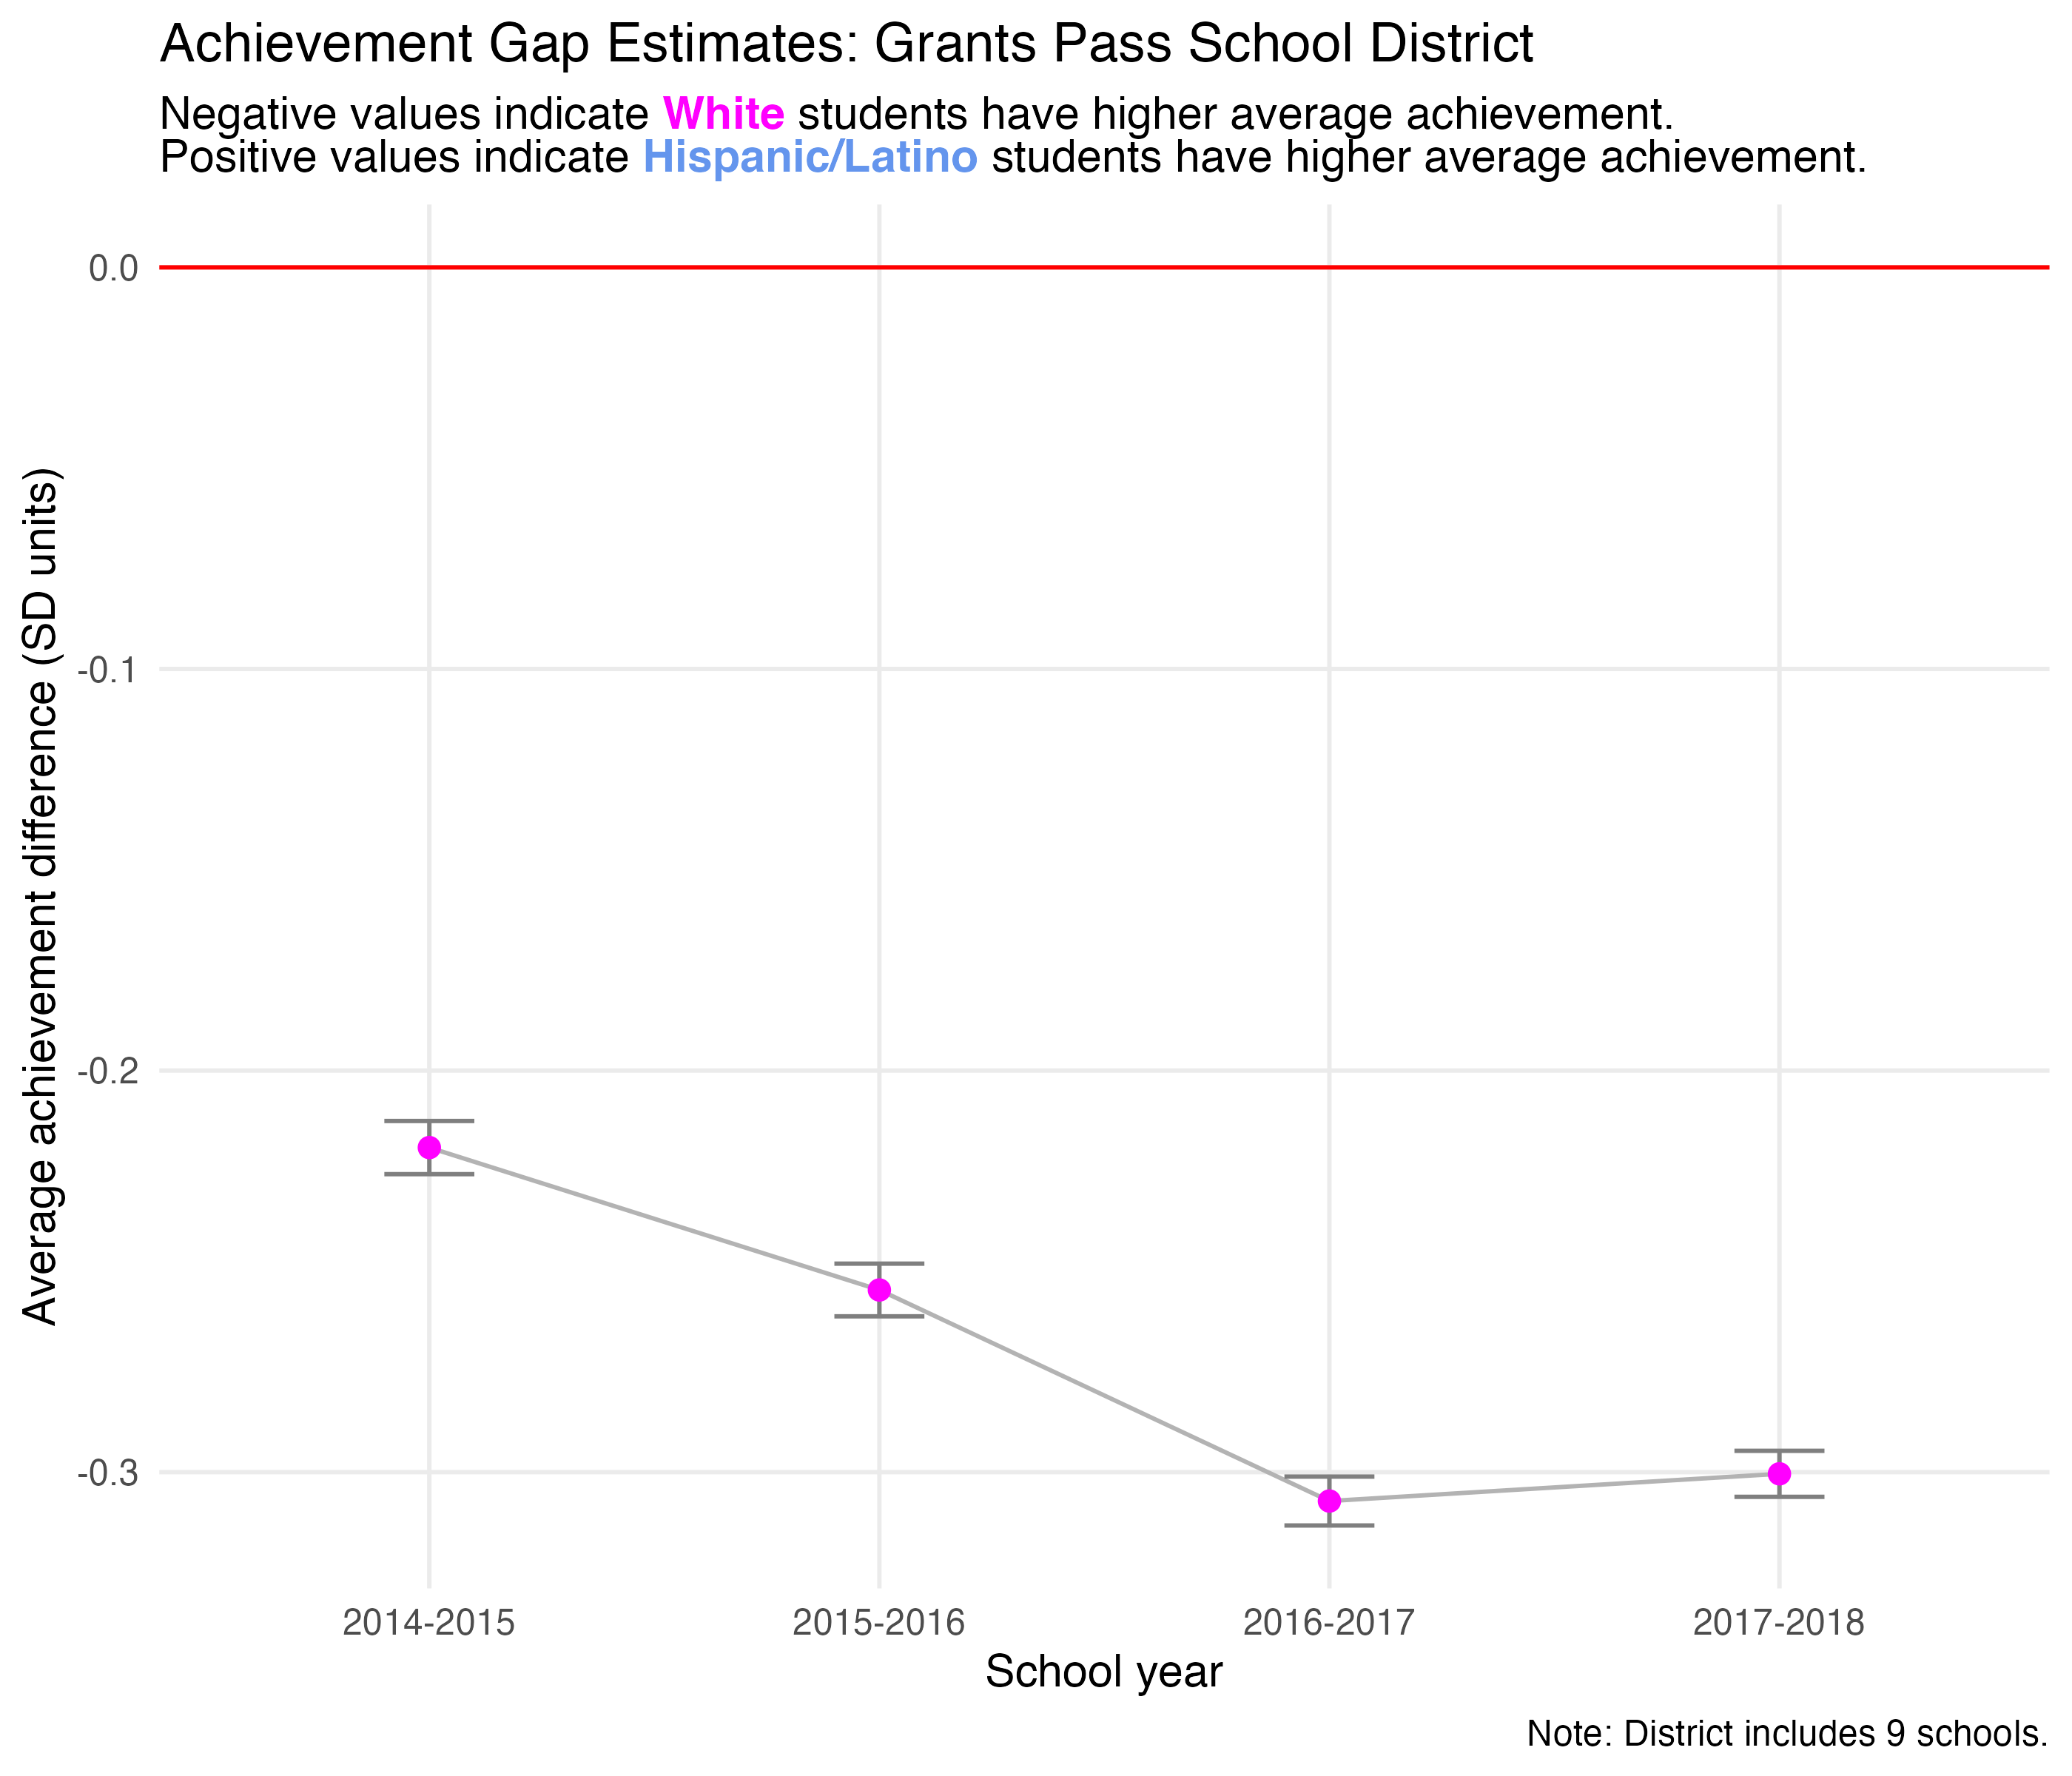 Achievement Gap Estimates: Grants Pass School District
Negative values indicate White students have higher average achievement.
Positive values indicate Hispanic/Latino students have higher average achievement.
Average achievement difference (SD units)
0.0
-0.1
-0.2
-0.3
2014-2015 2015-2016 2016-2017 2017-2018
School year
Note: District includes 9 schools.